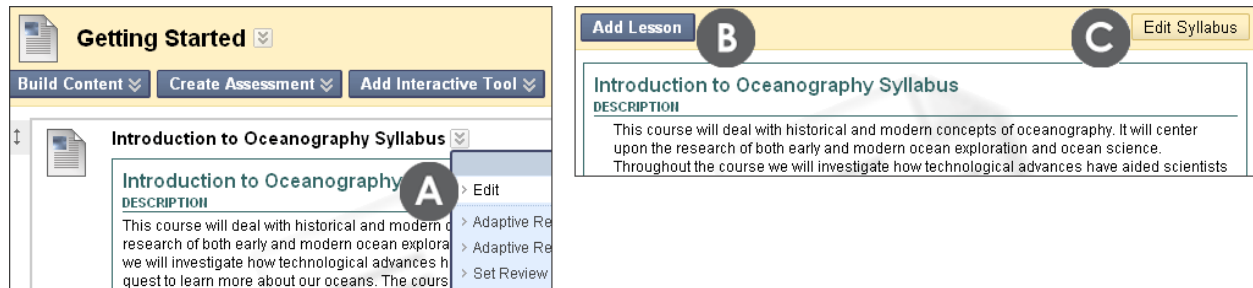 Getting Started
Build Content Create Assessment Add Interactive Tool
Introduction to Oceanography Syllabus
Introduction to Oceanography
DESCRIPTION
This course will deal with historical and modern
research of both early and modern ocean explora
we will investigate how technological advances h
quest to learn more about our oceans. The cours
A
Edit
Adaptive Re
Adaptive Re
Set Review
Add Lesson
B
C
Edit Syllabus
Introduction to Oceanography Syllabus
DESCRIPTION
This course will deal with historical and modern concepts of oceanography. It will center
upon the research of both early and modern ocean exploration and ocean science.
Throughout the course we will investigate how technological advances have aided scientists